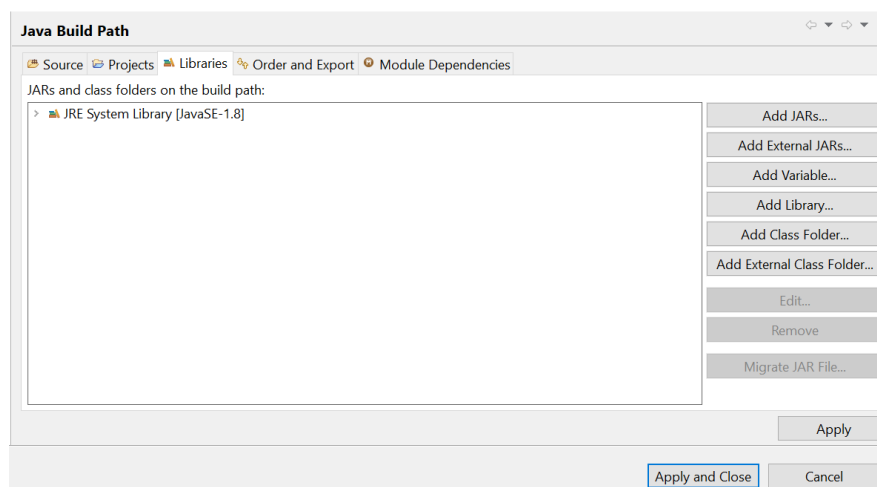 Java Build Path
Source Projects Libraries Order and Export Module Dependencies
JARs and class folders on the build path:
JRE System Library [JavaSE-1.8]
Add JARs...
Add External JARs...
Add Variable...
Add Library...
Add Class Folder...
Add External Class Folder...
Edit...
Remove
Migrate JAR File...
Apply
Apply and Close Cancel